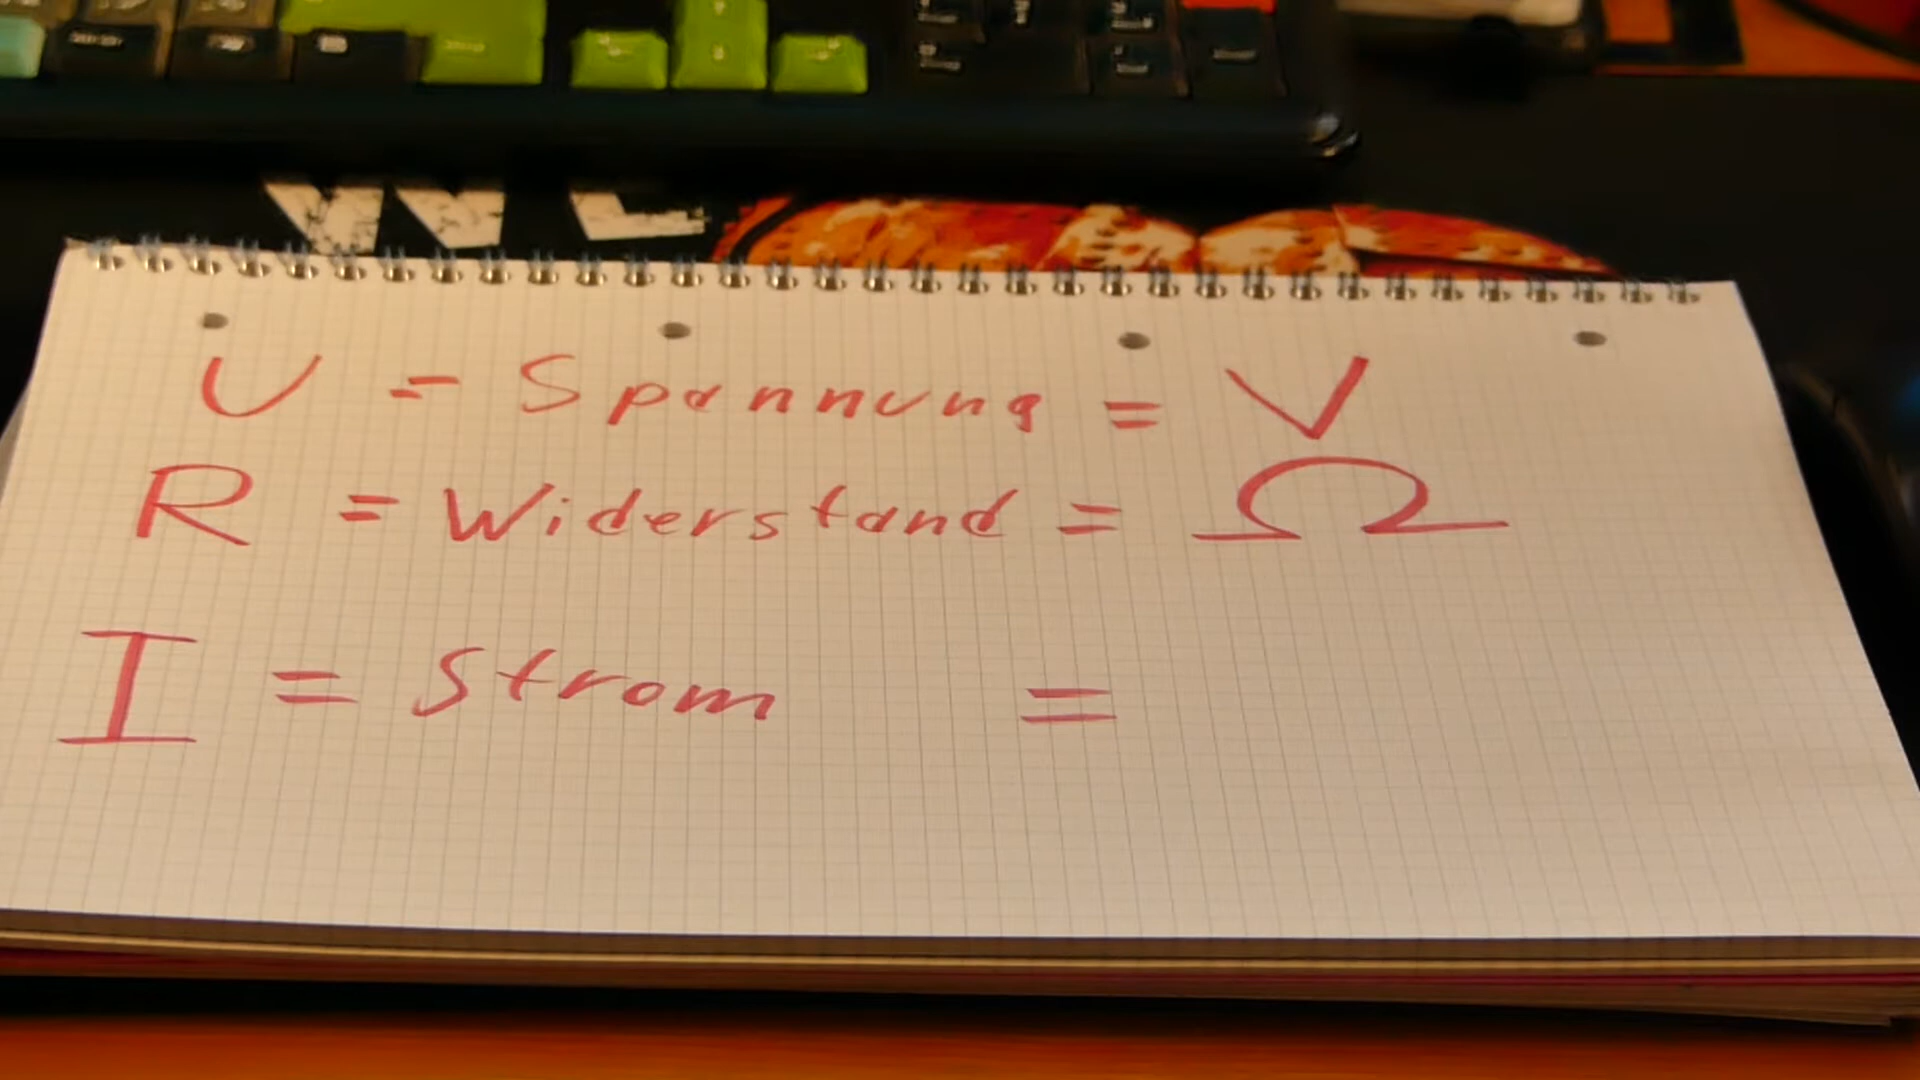 U = Spannung = V
R = Widerstand = Ω
I = Strom =